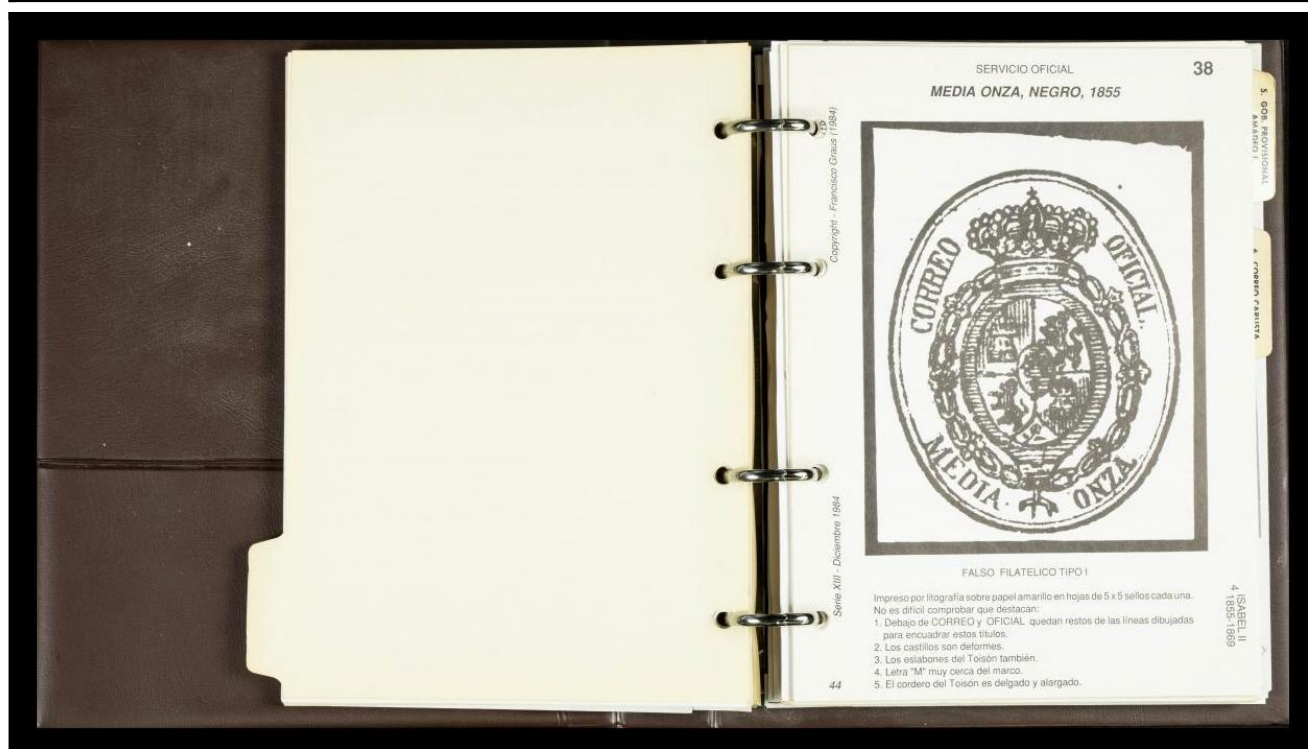 SERVICIO OFICIAL
38
MEDIA ONZA, NEGRO, 1855
Copyright - Francisco Graus (1984)
CORREO OFICIAL
MEDIA ONZA
Serie XIII - Diciembre 1984
FALSO FILATELICO TIPO I
Impreso por litografía sobre papel amarillo en hojas de 5 x 5 sellos cada una.
No es difícil comprobar que destacan:
1. Debajo de CORREO y OFICIAL quedan restos de las líneas dibujadas
para encuadrar estos títulos.
2. Los castillos son deformes.
3. Los eslabones del Toisón también.
4. Letra "M" muy cerca del marco.
5. El cordero del Toisón es delgado y alargado.
44
4 ISABEL II
1855-1869
5. GOB. PROVISIONAL
AMADEO I
CORREO CARLISTA